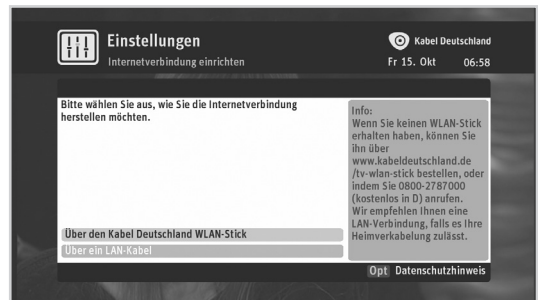 Einstellungen
Kabel Deutschland
Internetverbindung einrichten
Fr 15. Okt 06:58
Bitte wählen Sie aus, wie Sie die Internetverbindung
herstellen möchten.
Info:
Wenn Sie keinen WLAN-Stick
erhalten haben, können Sie
ihn über
www.kabeldeutschland.de
/tv-wlan-stick bestellen, oder
indem Sie 0800-2787000
(kostenlos in D) anrufen.
Wir empfehlen Ihnen eine
LAN-Verbindung, falls es Ihre
Heimverkabelung zulässt.
Über den Kabel Deutschland WLAN-Stick
Über ein LAN-Kabel
Opt Datenschutzhinweis